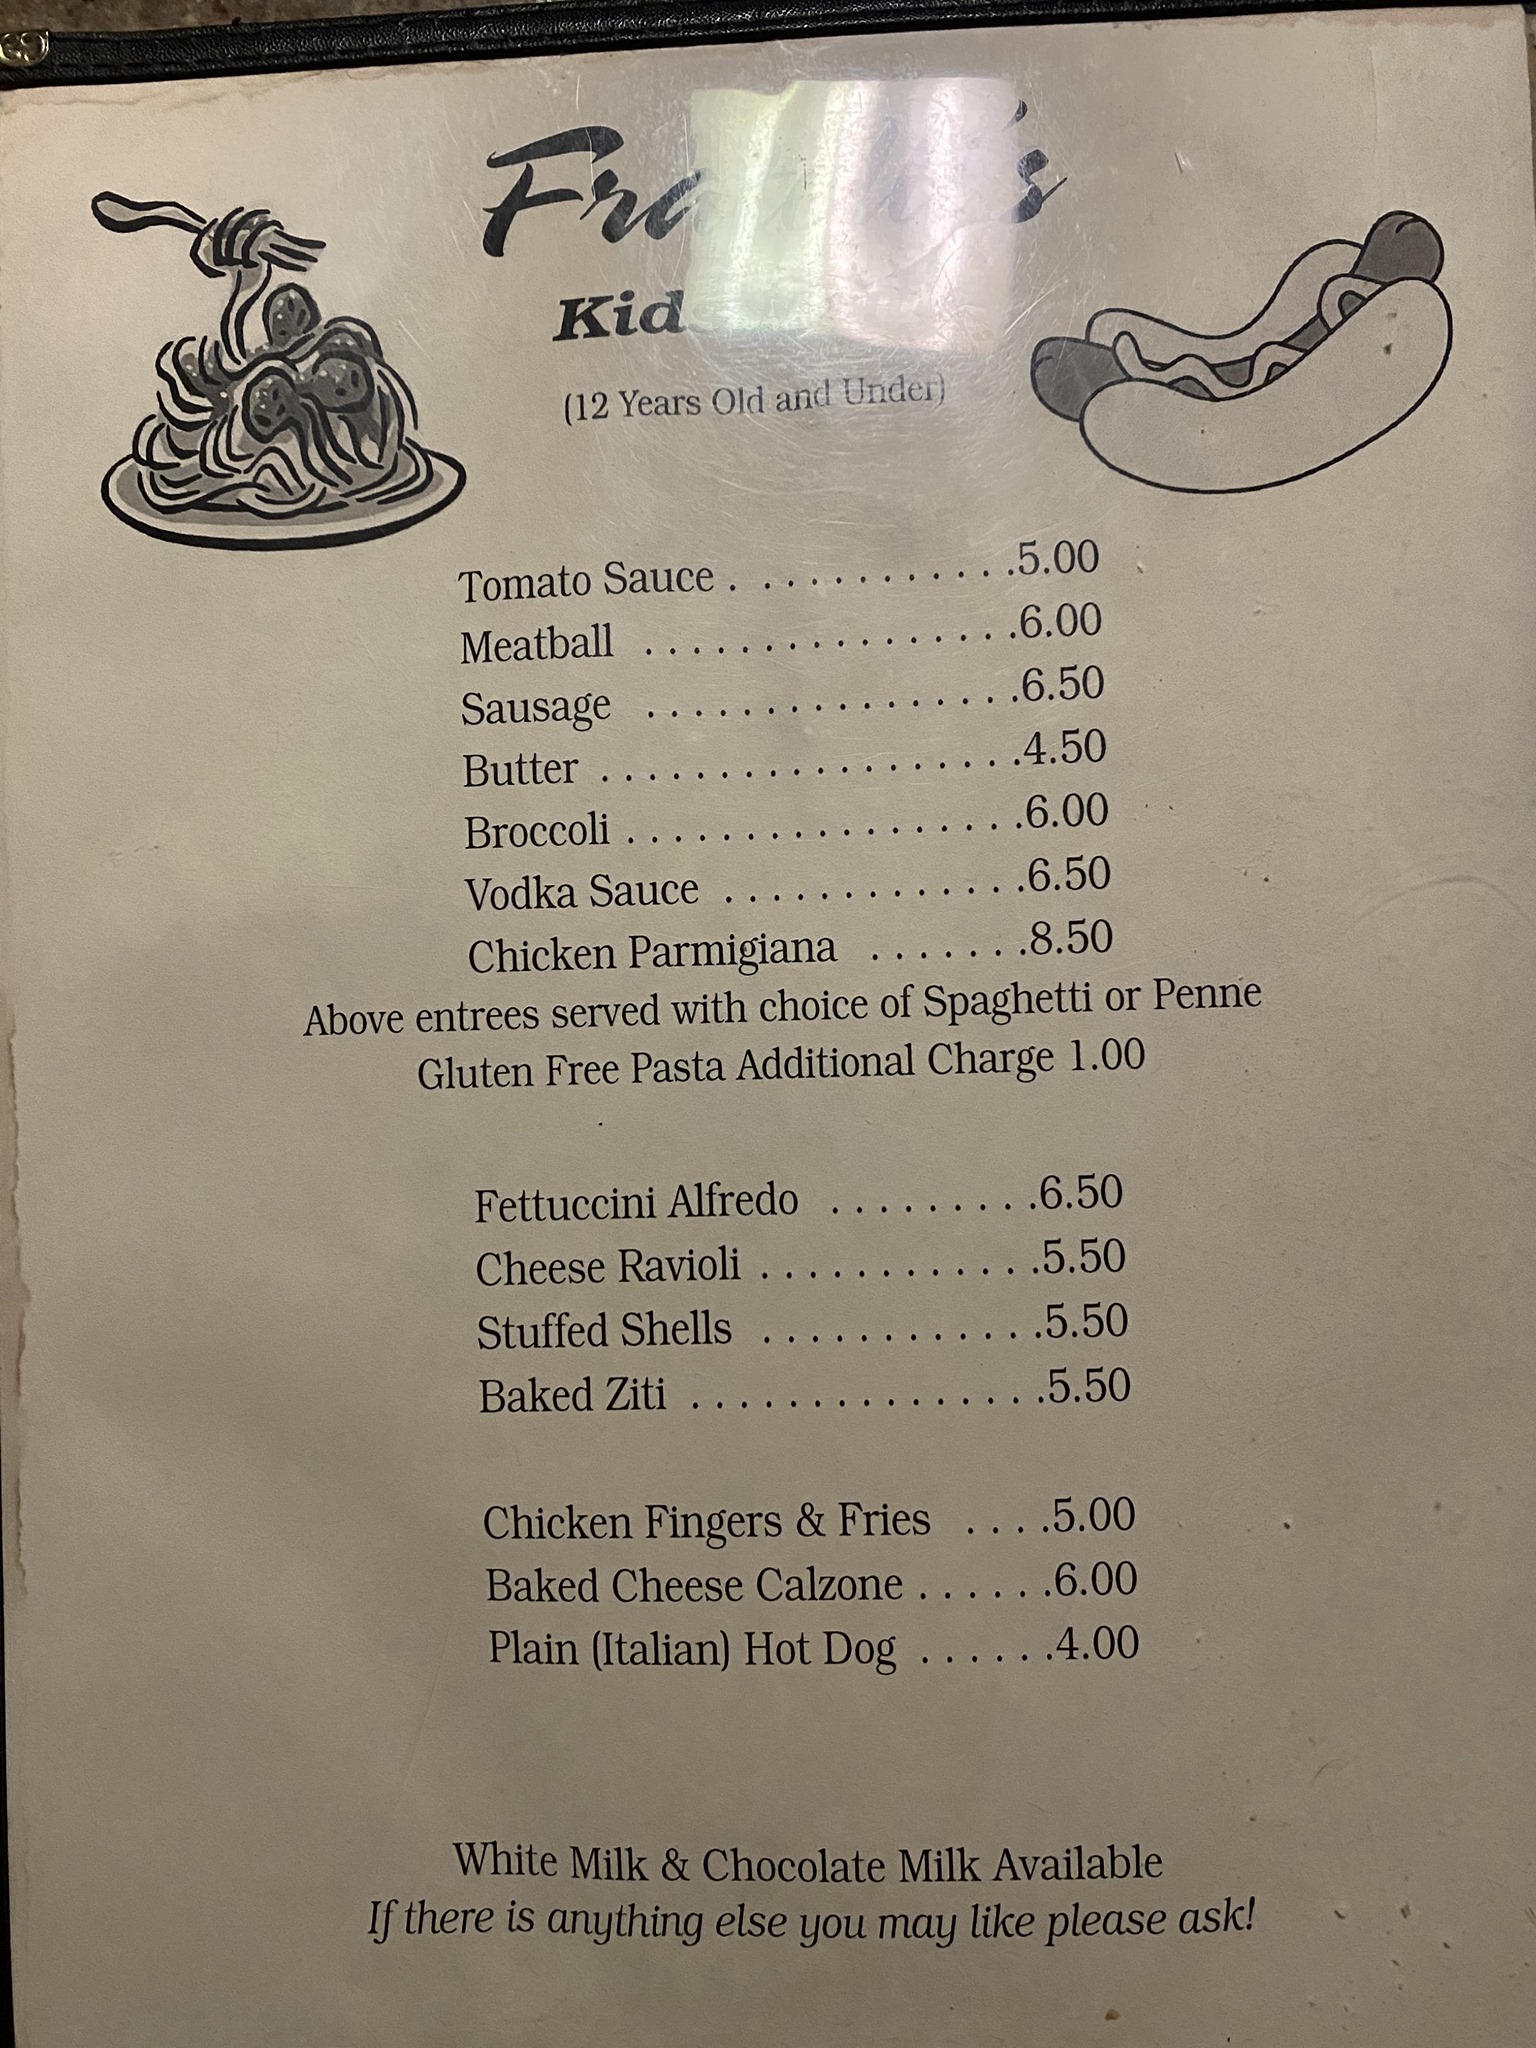 (12 Years Old and Under)
Tomato Sauce . . . . . . . . . . . .5.00
Meatball . . . . . . . . . . . . . . . .6.00
Sausage . . . . . . . . . . . . . . . .6.50
Butter . . . . . . . . . . . . . . . . . .4.50
Broccoli . . . . . . . . . . . . . . . . .6.00
Vodka Sauce . . . . . . . . . . . . .6.50
Chicken Parmigiana . . . . . . .8.50
Above entrees served with choice of Spaghetti or Penne
Gluten Free Pasta Additional Charge 1.00
Fettuccini Alfredo . . . . . . . . .6.50
Cheese Ravioli . . . . . . . . . . . .5.50
Stuffed Shells . . . . . . . . . . . .5.50
Baked Ziti . . . . . . . . . . . . . . .5.50
Chicken Fingers & Fries . . . .5.00
Baked Cheese Calzone . . . . . .6.00
Plain (Italian) Hot Dog . . . . . .4.00
White Milk & Chocolate Milk Available
If there is anything else you may like please ask!